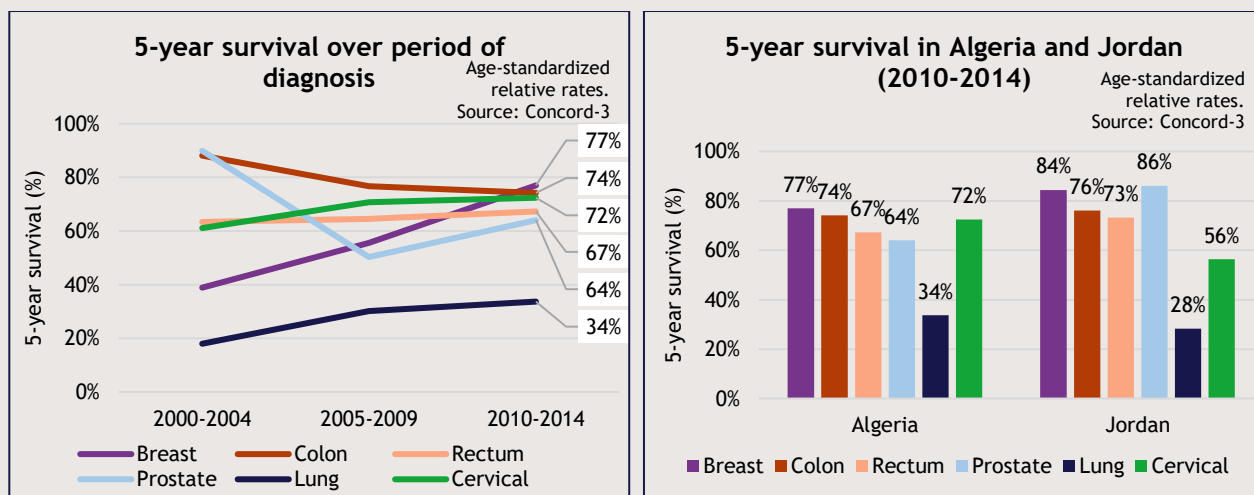 5-year survival over period of
diagnosis
Age-standardized
relative rates.
Source: Concord-3
5-year survival (%)
100%
80%
60%
40%
20%
0%
77%
74%
72%
67%
64%
34%
2000-2004 2005-2009 2010-2014
Breast Colon Rectum
Prostate Lung Cervical
5-year survival in Algeria and Jordan
(2010-2014)
Age-standardized
relative rates.
Source: Concord-3
5-year survival (%)
100%
80%
60%
40%
20%
0%
77% 74% 67% 64% 34% 72%
84% 76% 73% 86% 28% 56%
Algeria Jordan
Breast Colon Rectum Prostate Lung Cervical